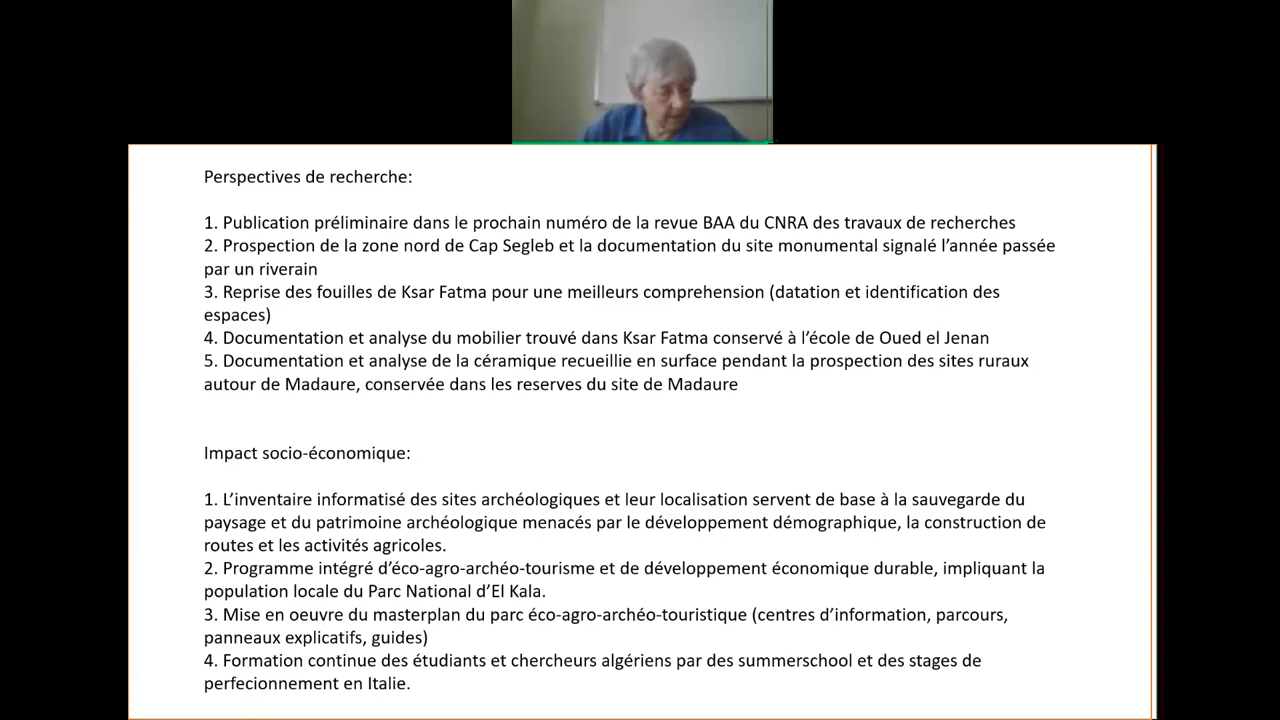 Perspectives de recherche:
1. Publication préliminaire dans le prochain numéro de la revue BAA du CNRA des travaux de recherches
2. Prospection de la zone nord de Cap Segleb et la documentation du site monumental signalé l’année passée
par un riverain
3. Reprise des fouilles de Ksar Fatma pour une meilleurs comprehension (datation et identification des
espaces)
4. Documentation et analyse du mobilier trouvé dans Ksar Fatma conservé à l’école de Oued el Jenan
5. Documentation et analyse de la céramique recueillie en surface pendant la prospection des sites ruraux
autour de Madaure, conservée dans les reserves du site de Madaure
Impact socio-économique:
1. L’inventaire informatisé des sites archéologiques et leur localisation servent de base à la sauvegarde du
paysage et du patrimoine archéologique menacés par le développement démographique, la construction de
routes et les activités agricoles.
2. Programme intégré d’éco-agro-archéo-tourisme et de développement économique durable, impliquant la
population locale du Parc National d’El Kala.
3. Mise en oeuvre du masterplan du parc éco-agro-archéo-touristique (centres d’information, parcours,
panneaux explicatifs, guides)
4. Formation continue des étudiants et chercheurs algériens par des summerschool et des stages de
perfecionnement en Italie.